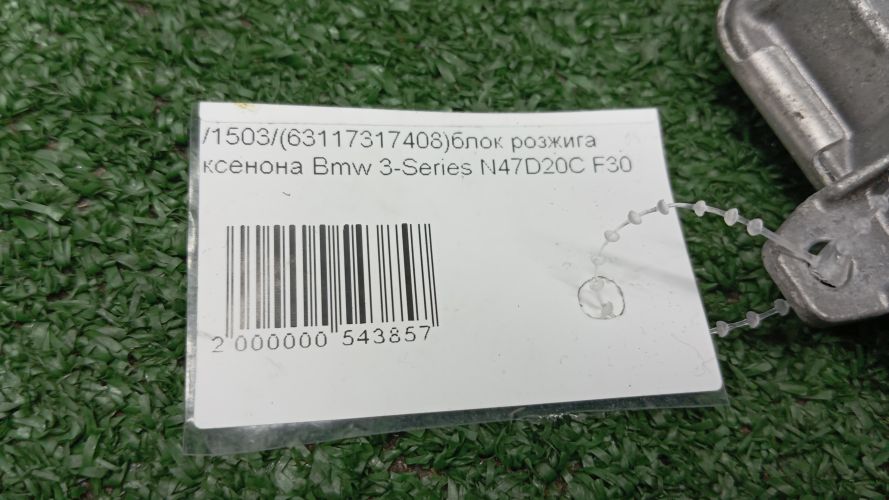 /1503/(63117317408)блок розжига
ксенона Bmw 3-Series N47D20C F30
2 000000 543857